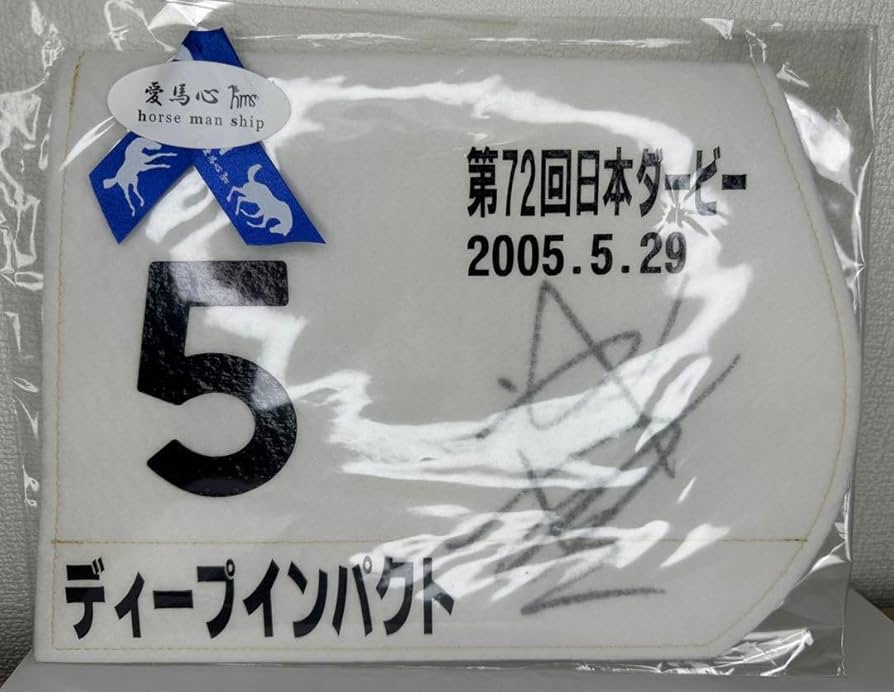 愛馬心 hms
horse man ship
第72回日本ダービー
2005.5.29
5
ディープインパクト